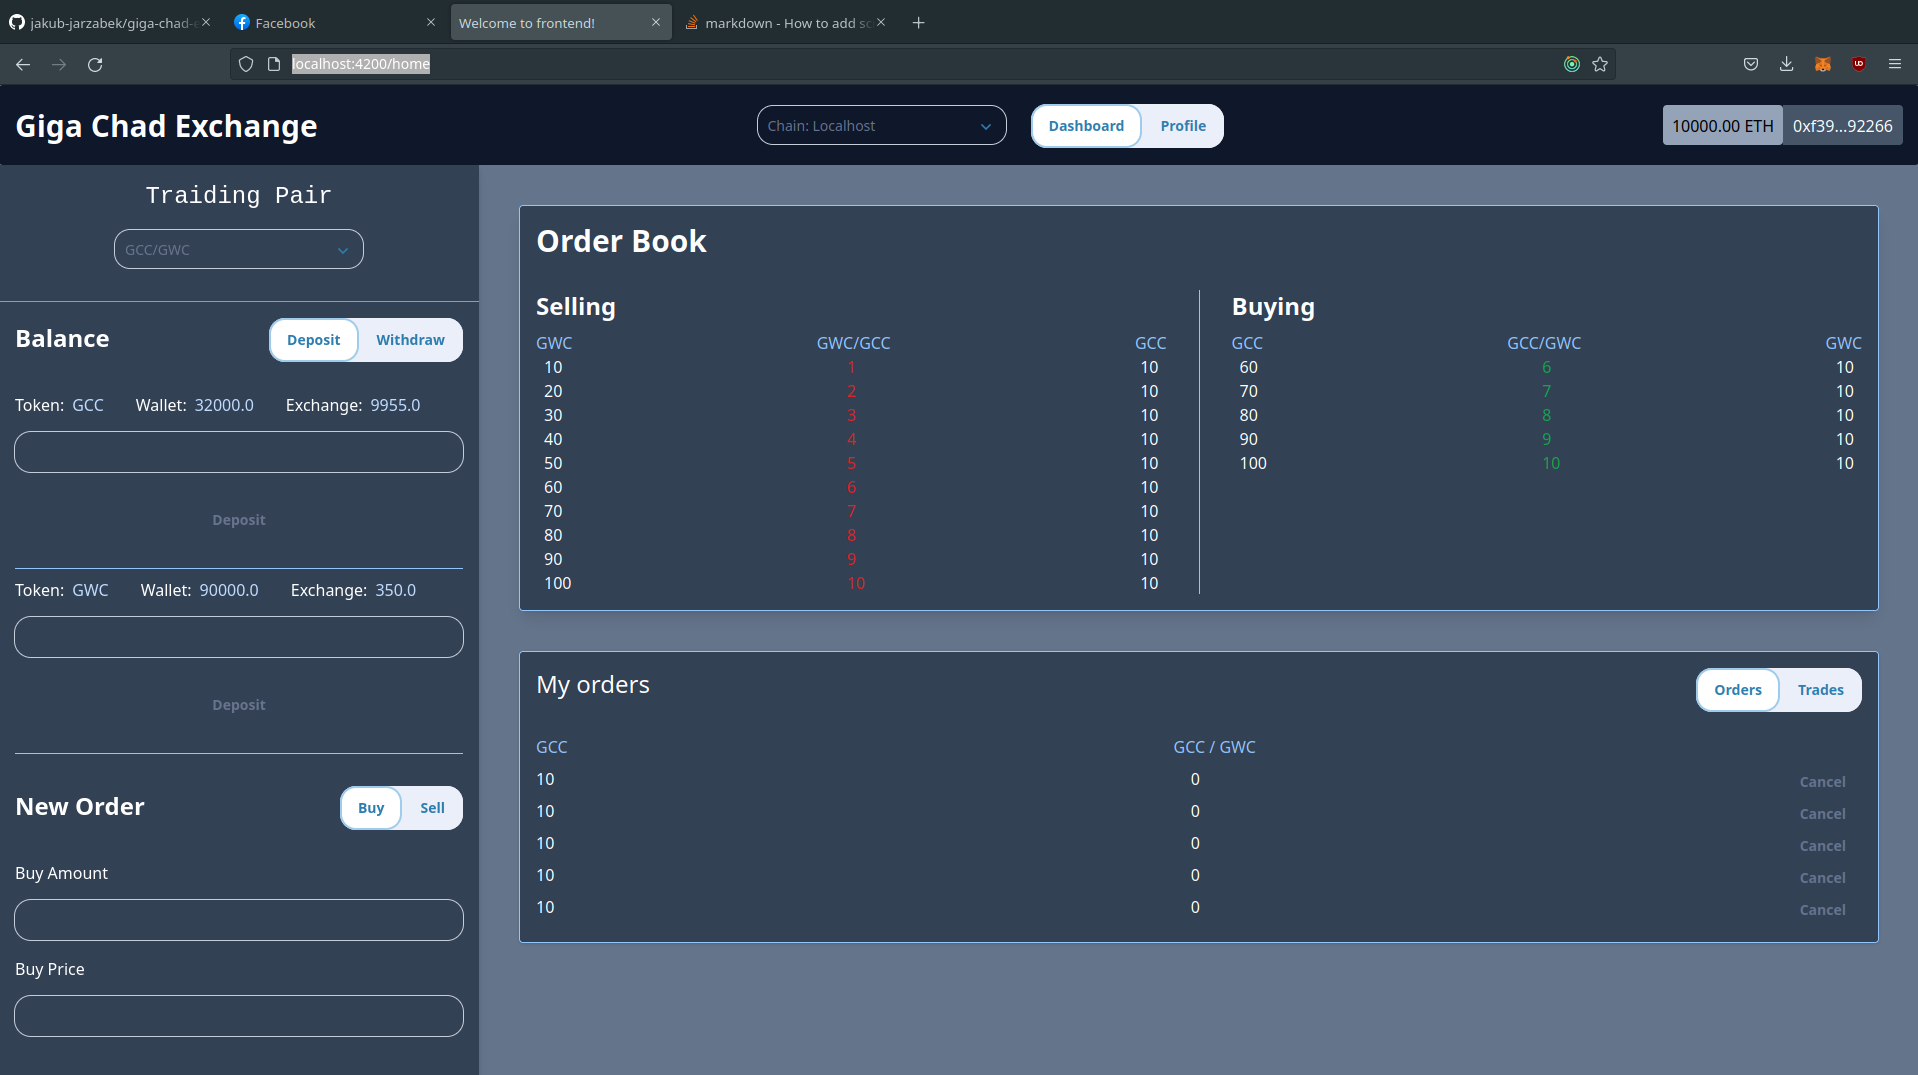 jakub-jarzabek/giga-chad-e
Facebook
Welcome to frontend!
markdown - How to add sc
localhost:4200/home
Giga Chad Exchange
Chain: Localhost
Dashboard Profile
10000.00 ETH 0xf39...92266
Traiding Pair
GCC/GWC
Balance
Deposit Withdraw
Token: GCC Wallet: 32000.0 Exchange: 9955.0
Deposit
Token: GWC Wallet: 90000.0 Exchange: 350.0
Deposit
New Order
Buy Sell
Buy Amount
Buy Price
Order Book
Selling
GWC GWC/GCC GCC
10 1 10
20 2 10
30 3 10
40 4 10
50 5 10
60 6 10
70 7 10
80 8 10
90 9 10
100 10 10
Buying
GCC GCC/GWC GWC
60 6 10
70 7 10
80 8 10
90 9 10
100 10 10
My orders
Orders Trades
GCC GCC / GWC
10 0 Cancel
10 0 Cancel
10 0 Cancel
10 0 Cancel
10 0 Cancel